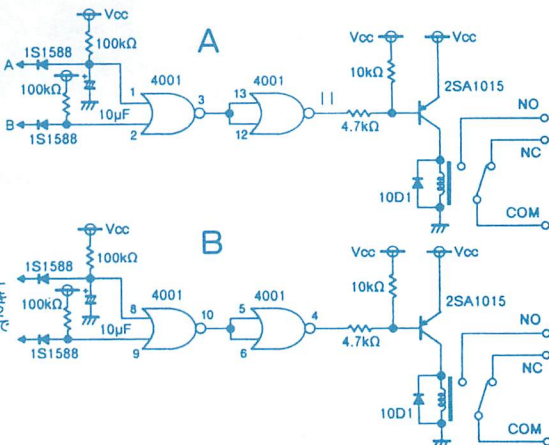 Vcc
A
Vcc
Vcc
1S1588
100kΩ
4001
4001
10kΩ
2SA1015
A
100kΩ
1
3
13
11
NO
B
10μF
2
12
4.7kΩ
NC
1S1588
10D1
COM
Vcc
B
Vcc
Vcc
1S1588
100kΩ
4001
4001
10kΩ
2SA1015
100kΩ
8
10
5
4
NO
10μF
9
6
4.7kΩ
NC
1S1588
10D1
COM